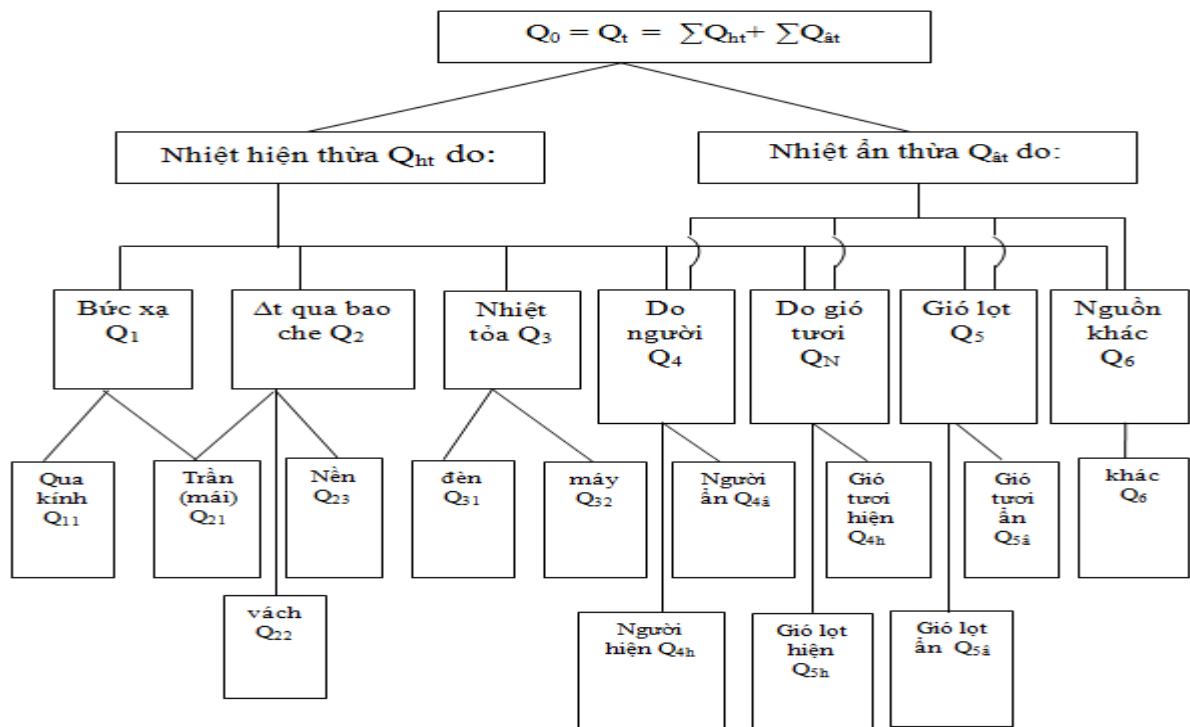 Q₀ = Qₜ = ∑Qht+ ∑Qât
Nhiệt hiện thừa Qht do:
Nhiệt ẩn thừa Qât do:
Bức xạ
Q1
Δt qua bao
che Q2
Nhiệt
tỏa Q3
Do
người
Q4
Do gió
tươi
QN
Gió lọt
Q5
Nguồn
khác
Q6
Qua
kính
Q11
Trần
(mái)
Q21
Nền
Q23
đèn
Q31
máy
Q32
Người
ẩn Q4â
Gió
tươi
hiện
Q4h
Gió
tươi
ẩn
Q5â
khác
Q6
vách
Q22
Người
hiện Q4h
Gió lọt
hiện
Q5h
Gió lọt
ẩn Q5â